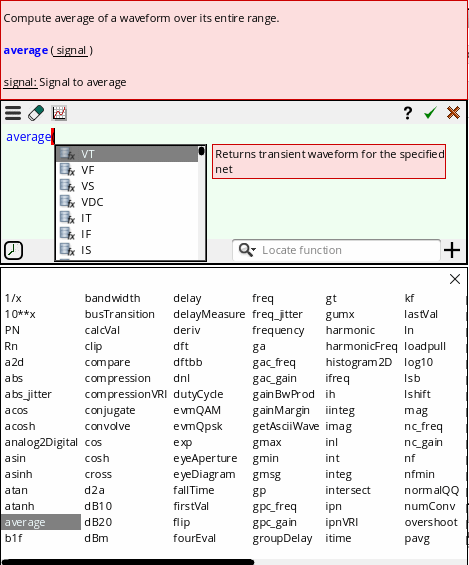 Compute average of a waveform over its entire range.
average ( signal )
signal: Signal to average
?
average
VT
VF
VS
VDC
IT
IF
IS
Returns transient waveform for the specified
net
Locate function
1/x bandwidth delay freq gt kf
10**x busTransition delayMeasure freq_jitter gumx lastVal
PN calcVal deriv frequency harmonic ln
Rn clip dft ga harmonicFreq loadpull
a2d compare dftbb gac_freq histogram2D log10
abs compression dnl gac_gain ifreq lsb
abs_jitter compressionVRI dutyCycle gainBwProd ih lshift
acos conjugate evmQAM gainMargin iinteg mag
acosh convolve evmQpsk getAsciiWave imag nc_freq
analog2Digital cos exp gmax inl nc_gain
asin cosh eyeAperture gmin int nf
asinh cross eyeDiagram gmsg integ nfmin
atan d2a fallTime gp intersect normalQQ
atanh dB10 firstVal gpc_freq ipn numConv
average dB20 flip gpc_gain ipnVRI overshoot
b1f dBm fourEval groupDelay itime pavg